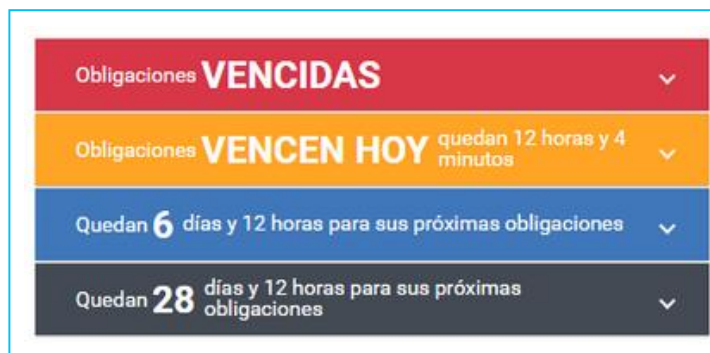 Obligaciones VENCIDAS
Obligaciones VENCEN HOY quedan 12 horas y 4
minutos
Quedan 6 días y 12 horas para sus próximas obligaciones
Quedan 28 días y 12 horas para sus próximas
obligaciones